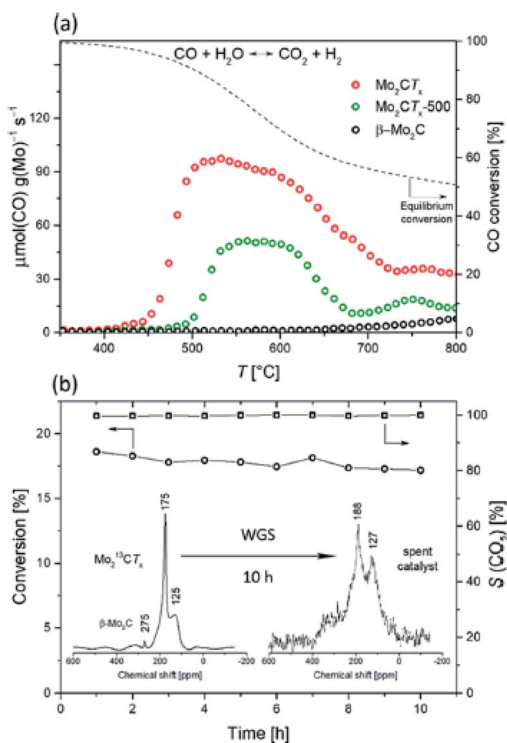 (a)
CO + H₂O ↔ CO₂ + H₂
Mo₂CTₓ
Mo₂CTₓ-500
β–Mo₂C
Equilibrium
conversion
μmol(CO) g(Mo)⁻¹ s⁻¹
120
90
60
30
0
CO conversion [%]
100
80
60
40
20
0
400 500 600 700 800
T [°C]
(b)
Conversion [%]
20
15
10
5
0
S (CO₂) [%]
100
80
60
40
20
0
175
Mo₂¹³CTₓ
125
275
β-Mo₂C
WGS
10 h
188
127
spent
catalyst
600 400 200 0 -200
Chemical shift [ppm]
600 400 200 0 -200
Chemical shift [ppm]
0 2 4 6 8 10
Time [h]